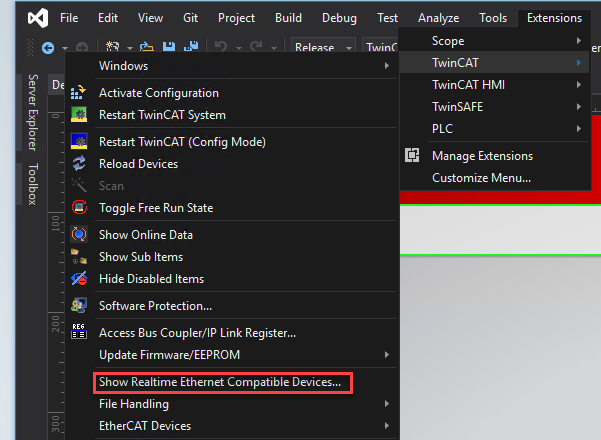 File View Git Project Build Debug Test Analyze Tools Extensions
Release TwinC
Server Explorer
Toolbox
De
0
100
200
300
Windows
Activate Configuration
Restart TwinCAT System
Restart TwinCAT (Config Mode)
Reload Devices
Scan
Toggle Free Run State
Show Online Data
Show Sub Items
Hide Disabled Items
Software Protection...
REG
Access Bus Coupler/IP Link Register...
Update Firmware/EEPROM
Show Realtime Ethernet Compatible Devices...
File Handling
EtherCAT Devices
Scope
TwinCAT
TwinCAT HMI
TwinSAFE
PLC
Manage Extensions
Customize Menu...